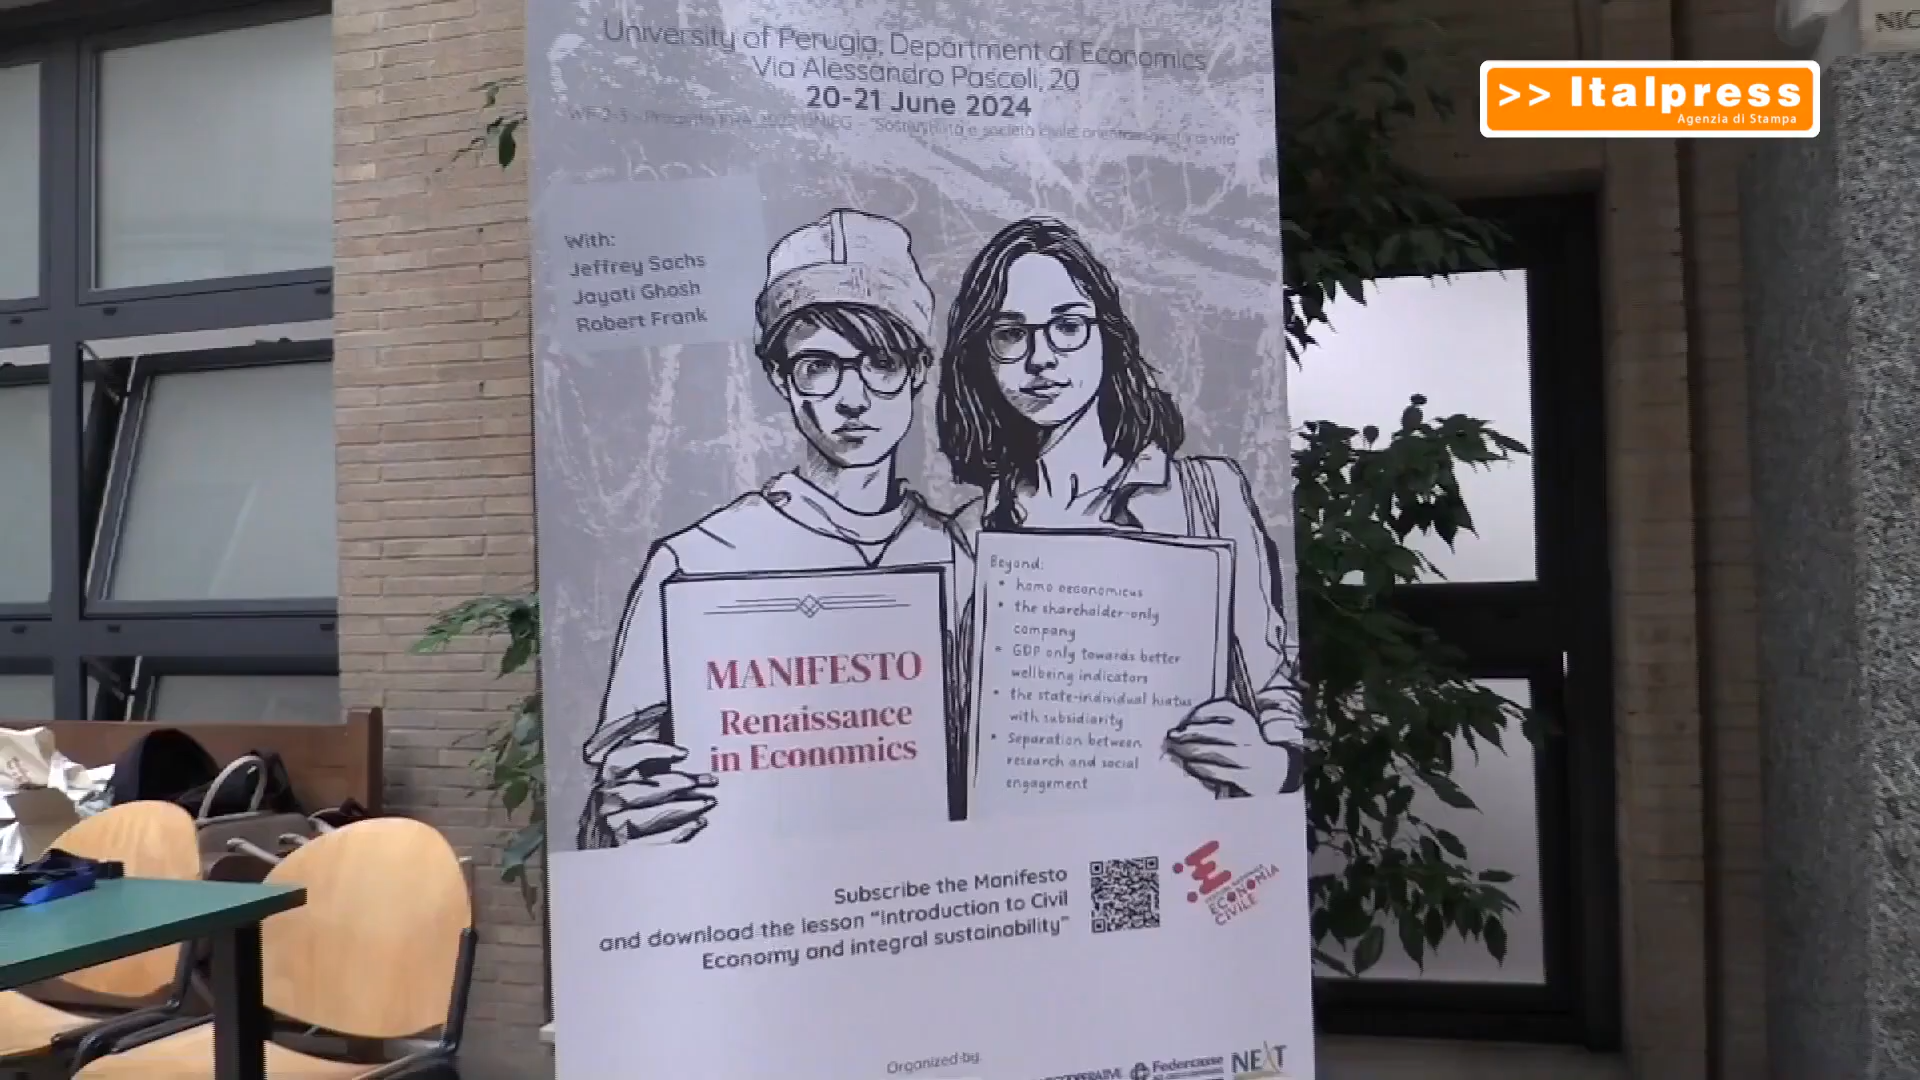 University of Perugia, Department of Economics
Via Alessandro Pascoli, 20
20-21 June 2024
>> Italpress
Agenzia di Stampa
NIC
With:
Jeffrey Sachs
Jayati Ghosh
Robert Frank
MANIFESTO
Renaissance
in Economics
Beyond:
• homo oeconomicus
• the shareholder-only
company
• GDP only towards better
wellbeing indicators
• the state-individual hiatus
with subsidiarity
• Separation between
research and social
engagement
Subscribe the Manifesto
and download the lesson "Introduction to Civil
Economy and integral sustainability"
ECONOMIA
CIVILE
Organized by:
Federcasse
NEXT